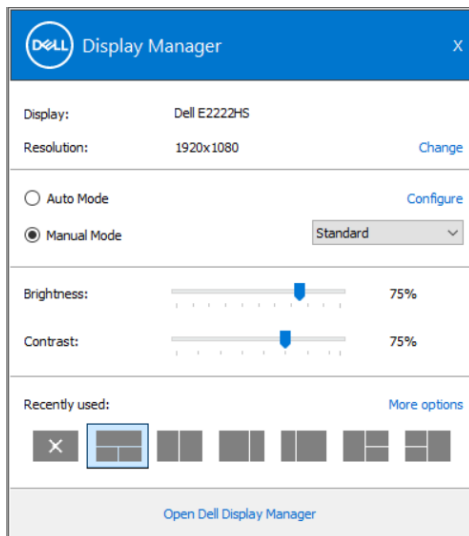 DELL Display Manager X
Display: Dell E2222HS
Resolution: 1920x1080 Change
Auto Mode Configure
Manual Mode Standard
Brightness: 75%
Contrast: 75%
Recently used: More options
Open Dell Display Manager